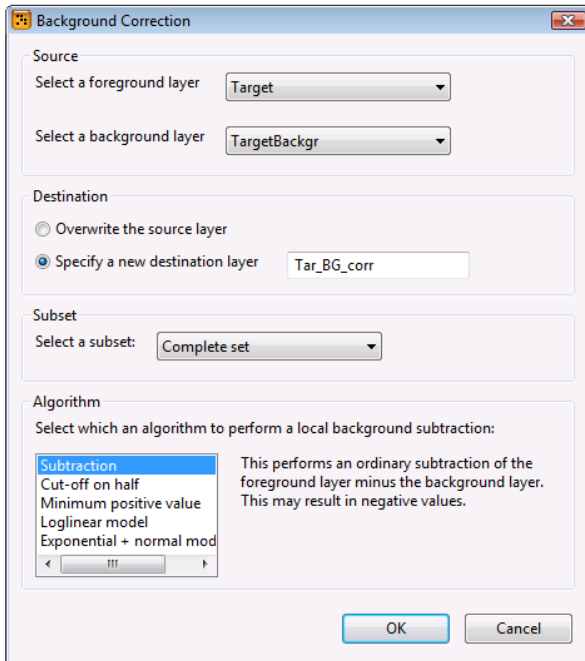 Background Correction
Source
Select a foreground layer
Target
Select a background layer
TargetBackgr
Destination
Overwrite the source layer
Specify a new destination layer
Tar_BG_corr
Subset
Select a subset:
Complete set
Algorithm
Select which an algorithm to perform a local background subtraction:
Subtraction
Cut-off on half
Minimum positive value
Loglinear model
Exponential + normal mod
This performs an ordinary subtraction of the
foreground layer minus the background layer.
This may result in negative values.
OK
Cancel